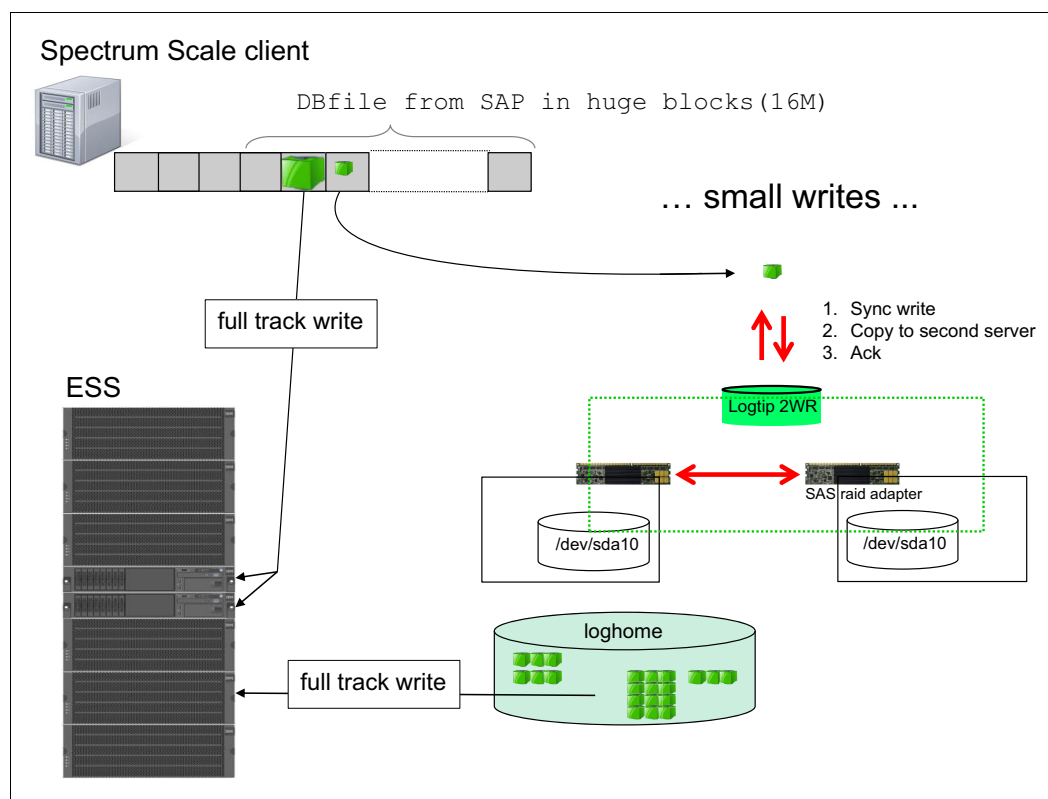 Spectrum Scale client
DBfile from SAP in huge blocks(16M)
… small writes ...
full track write
1. Sync write
2. Copy to second server
3. Ack
ESS
Logtip 2WR
SAS raid adapter
/dev/sda10
/dev/sda10
loghome
full track write